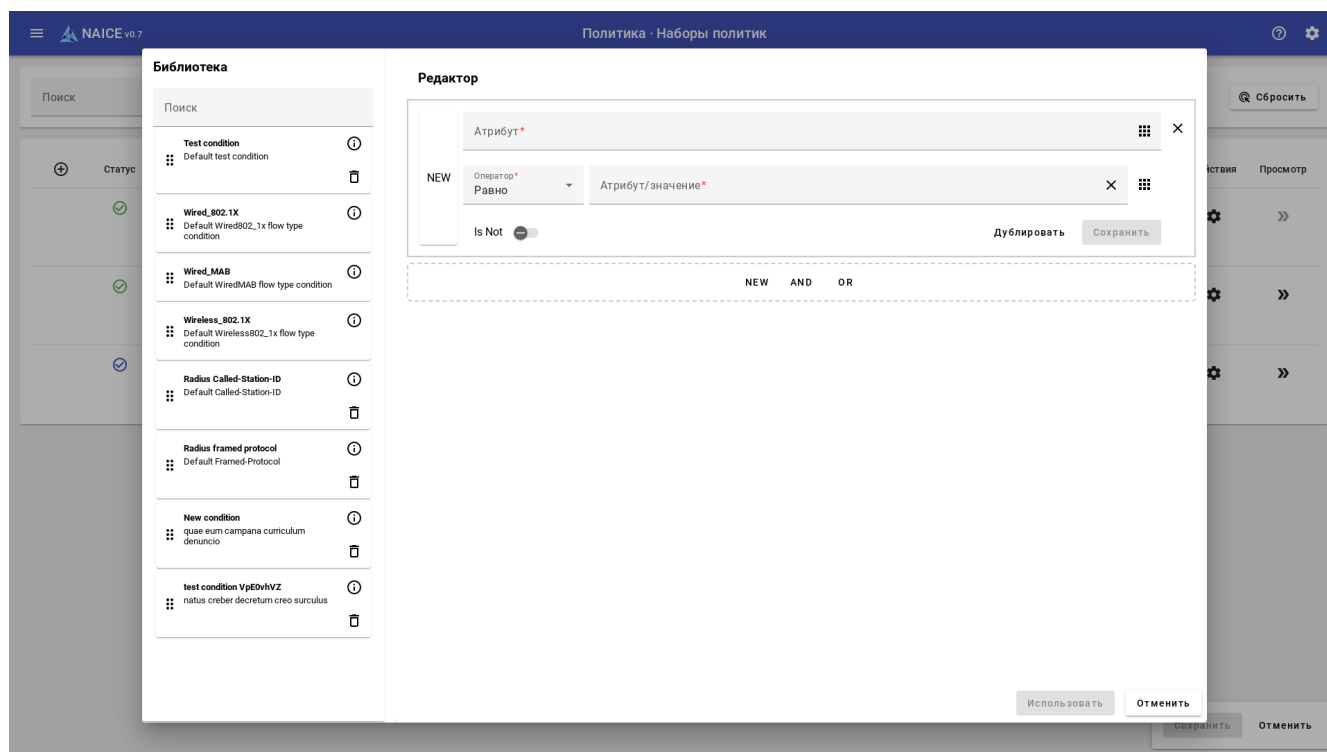 NAICE v0.7
Политика · Наборы политик
Поиск
Сбросить
Статус
йствия
Просмотр
Библиотека
Поиск
Test condition
Default test condition
Wired_802.1X
Default Wired802_1x flow type
condition
Wired_MAB
Default WiredMAB flow type condition
Wireless_802.1X
Default Wireless802_1x flow type
condition
Radius Called-Station-ID
Default Called-Station-ID
Radius framed protocol
Default Framed-Protocol
New condition
quae eum campana curriculum
denuncio
test condition VpE0vhVZ
natus creber decretum creo surculus
Редактор
NEW
Атрибут*
Оператор*
Равно
Атрибут/значение*
Is Not
Дублировать
Сохранить
NEW AND OR
Использовать
Отменить
Сохранить
Отменить